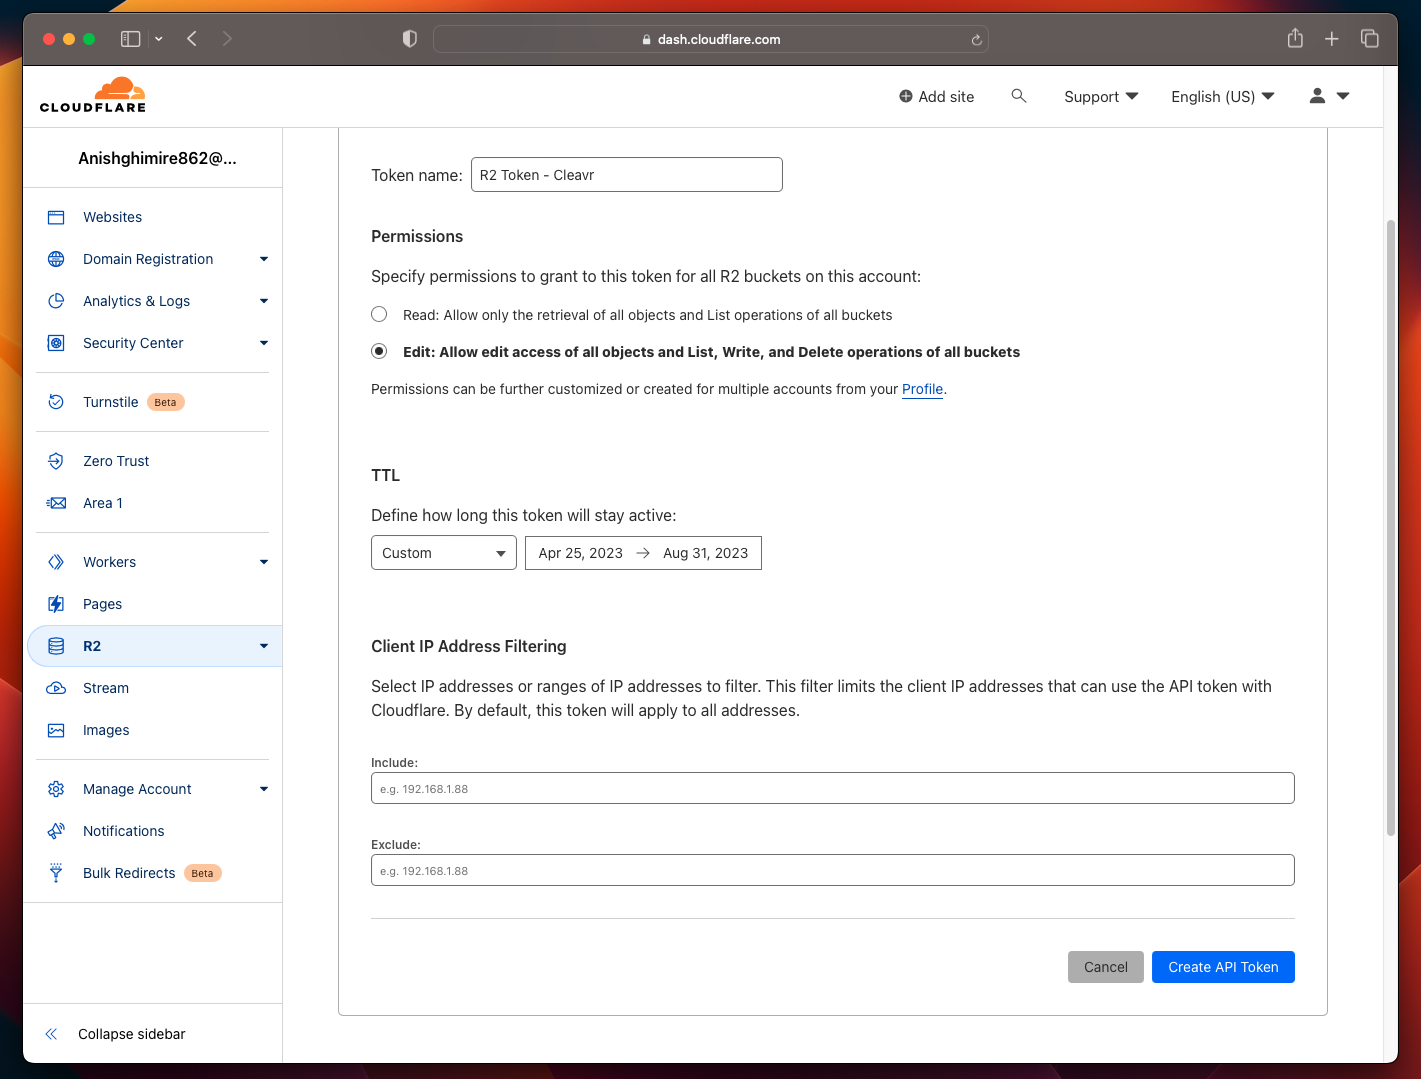 dash.cloudflare.com
CLOUDFLARE
Add site
Support
English (US)
Anishghimire862@...
Websites
Domain Registration
Analytics & Logs
Security Center
Turnstile Beta
Zero Trust
Area 1
Workers
Pages
R2
Stream
Images
Manage Account
Notifications
Bulk Redirects Beta
Collapse sidebar
Token name: R2 Token - Cleavr
Permissions
Specify permissions to grant to this token for all R2 buckets on this account:
Read: Allow only the retrieval of all objects and List operations of all buckets
Edit: Allow edit access of all objects and List, Write, and Delete operations of all buckets
Permissions can be further customized or created for multiple accounts from your Profile.
TTL
Define how long this token will stay active:
Custom Apr 25, 2023 → Aug 31, 2023
Client IP Address Filtering
Select IP addresses or ranges of IP addresses to filter. This filter limits the client IP addresses that can use the API token with
Cloudflare. By default, this token will apply to all addresses.
Include:
e.g. 192.168.1.88
Exclude:
e.g. 192.168.1.88
Cancel Create API Token